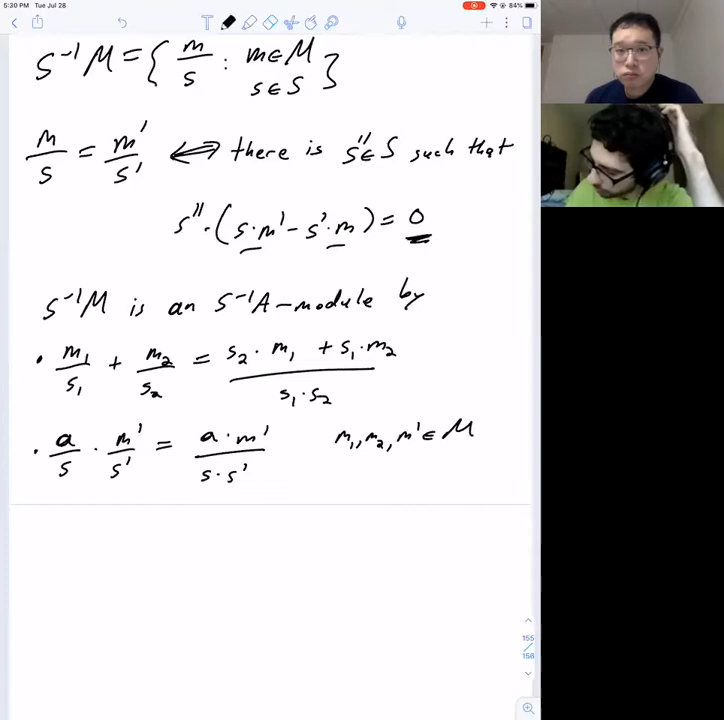 5:30 PM Tue Jul 28
84%
S⁻¹M = { m/s : m∈M s∈S }
m/s = m'/s' ⟺ there is s''∈S such that
s''·(s·m' - s'·m) = 0
S⁻¹M is an S⁻¹A-module by
· m₁/s₁ + m₂/s₂ = s₂·m₁ + s₁·m₂ / s₁·s₂
· a/s · m'/s' = a·m' / s·s' m₁, m₂, m' ∈ M
155
/
156